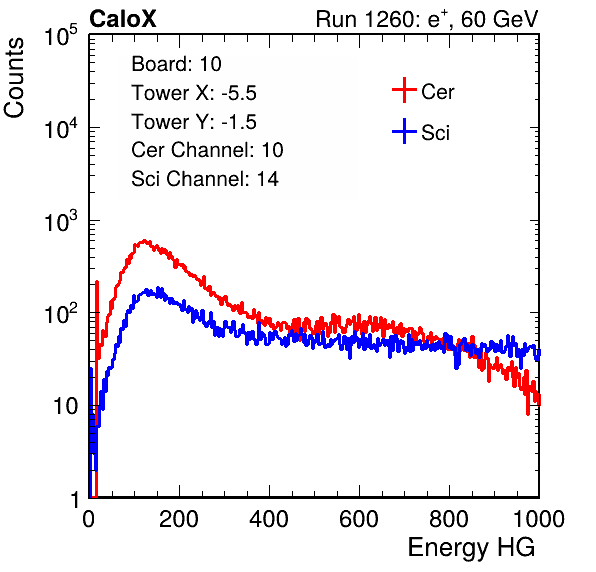 CaloX Run 1260: e⁺, 60 GeV
Board: 10
Tower X: -5.5
Tower Y: -1.5
Cer Channel: 10
Sci Channel: 14
Cer
Sci
Counts
10⁵
10⁴
10³
10²
10
1
0 200 400 600 800 1000
Energy HG